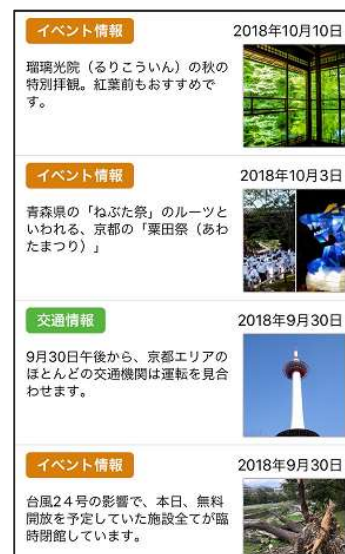 イベント情報 2018年10月10日
瑠璃光院（るりこういん）の秋の
特別拝観。紅葉前もおすすめで
す。
イベント情報 2018年10月3日
青森県の「ねぶた祭」のルーツと
いわれる、京都の「粟田祭（あわ
たまつり）」
交通情報 2018年9月30日
9月30日午後から、京都エリアの
ほとんどの交通機関は運転を見合
わせます。
イベント情報 2018年9月30日
台風24号の影響で、本日、無料
開放を予定していた施設全てが臨
時閉館しています。